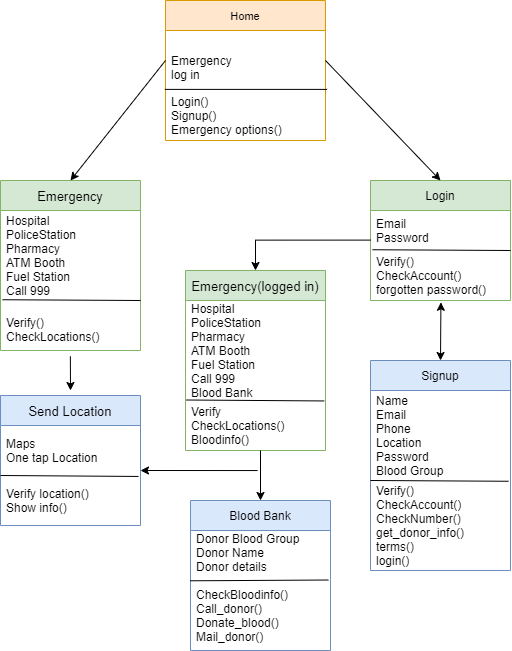 Home
Emergency
log in
Login()
Signup()
Emergency options()
Emergency
Hospital
PoliceStation
Pharmacy
ATM Booth
Fuel Station
Call 999
Verify()
CheckLocations()
Login
Email
Password
Verify()
CheckAccount()
forgotten password()
Emergency(logged in)
Hospital
PoliceStation
Pharmacy
ATM Booth
Fuel Station
Call 999
Blood Bank
Verify
CheckLocations()
Bloodinfo()
Send Location
Maps
One tap Location
Verify location()
Show info()
Signup
Name
Email
Phone
Location
Password
Blood Group
Verify()
CheckAccount()
CheckNumber()
get_donor_info()
terms()
login()
Blood Bank
Donor Blood Group
Donor Name
Donor details
CheckBloodinfo()
Call_donor()
Donate_blood()
Mail_donor()